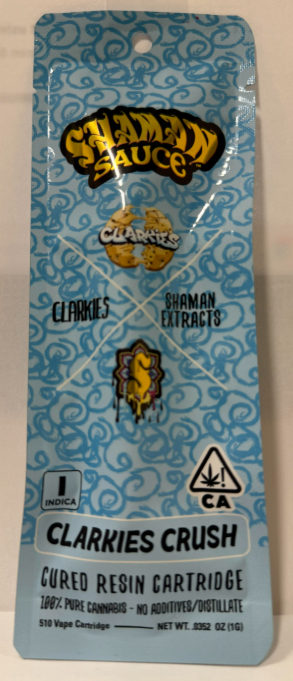 SHAMAN
SAUCE
CLARKIES
CLARKIES
SHAMAN
EXTRACTS
S
I
INDICA
!
CA
CLARKIES CRUSH
CURED RESIN CARTRIDGE
100% PURE CANNABIS - NO ADDITIVES/DISTILLATE
510 Vape Cartridge NET WT. .0352 OZ (1G)